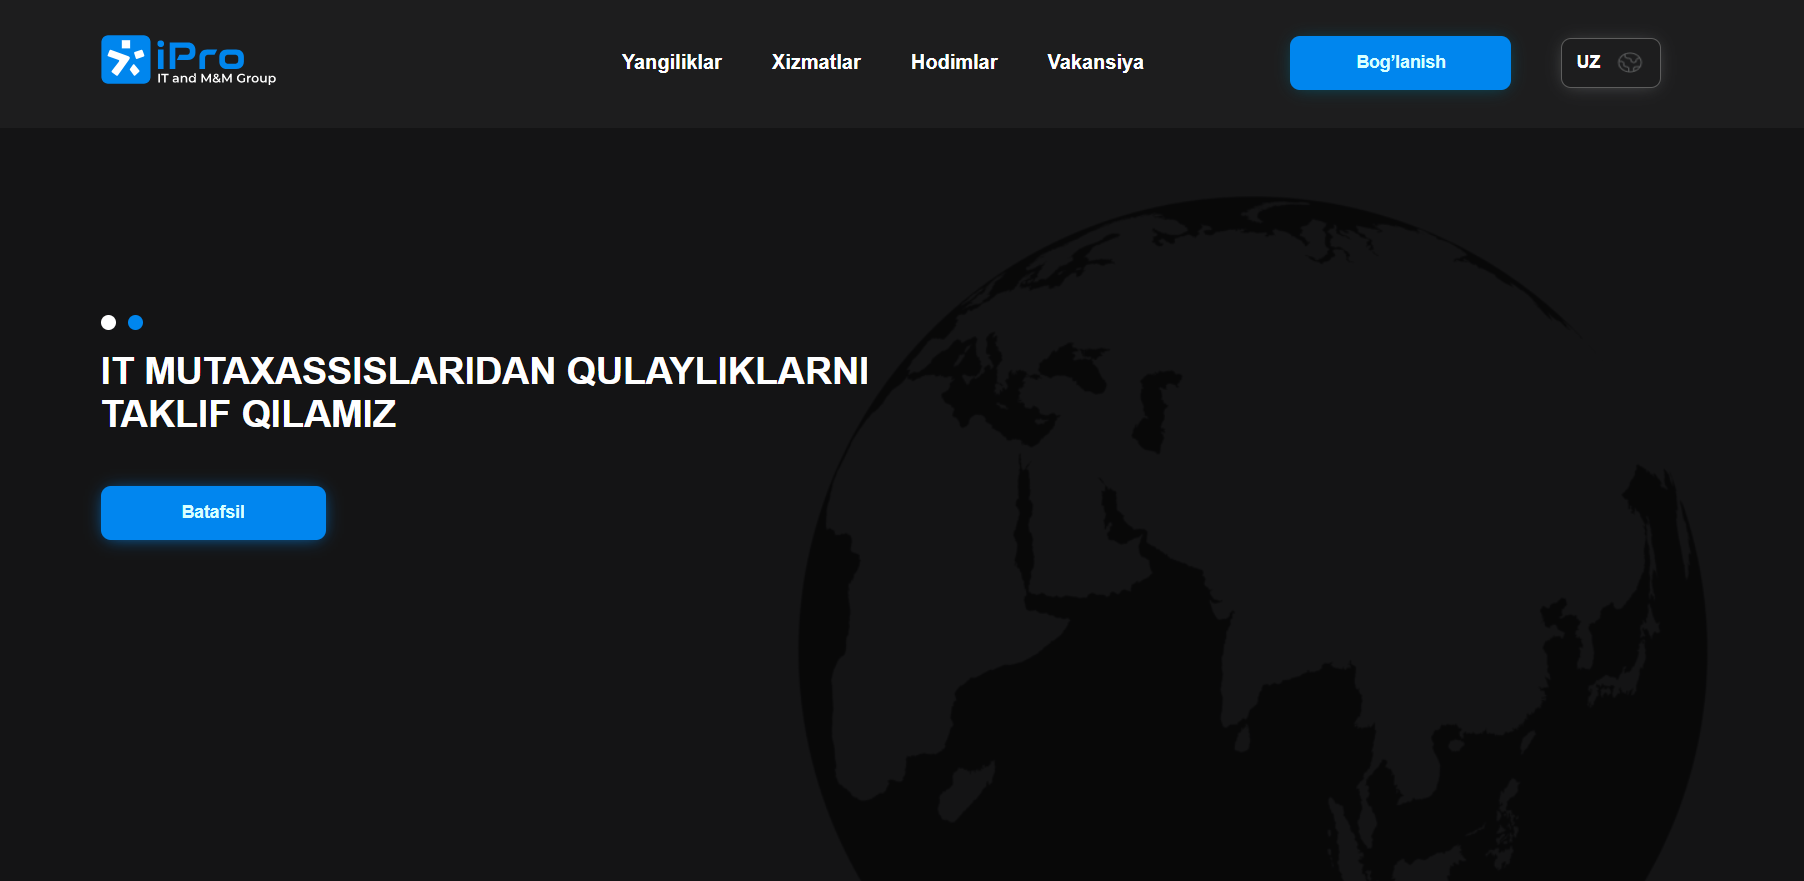 iPro
IT and M&M Group
Yangiliklar
Xizmatlar
Hodimlar
Vakansiya
Bog’lanish
UZ
IT MUTAXASSISLARIDAN QULAYLIKLARNI
TAKLIF QILAMIZ
Batafsil